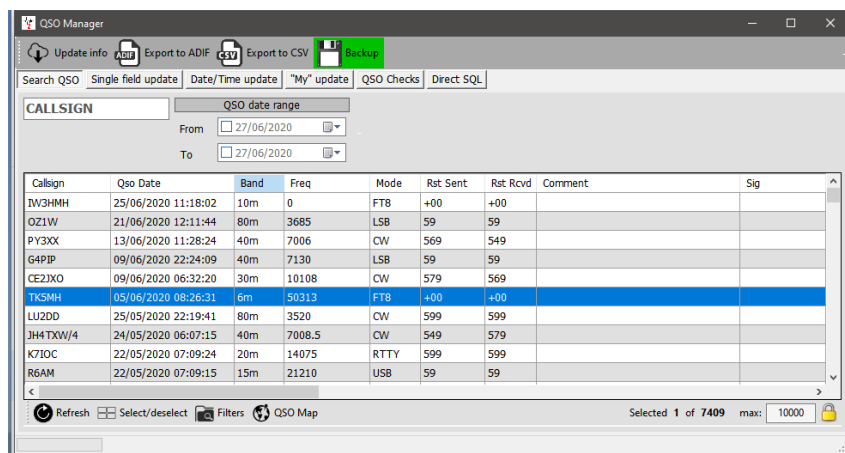 QSO Manager
Update info ADIF Export to ADIF CSV Export to CSV Backup
Search QSO Single field update Date/Time update "My" update QSO Checks Direct SQL
CALLSIGN QSO date range
From 27/06/2020
To 27/06/2020
Callsign Qso Date Band Freq Mode Rst Sent Rst Rcvd Comment Sig
IW3HMH 25/06/2020 11:18:02 10m 0 FT8 +00 +00
OZ1W 21/06/2020 12:11:44 80m 3685 LSB 59 59
PY3XX 13/06/2020 11:28:24 40m 7006 CW 569 549
G4PIP 09/06/2020 22:24:09 40m 7130 LSB 59 59
CE2JXO 09/06/2020 06:32:20 30m 10108 CW 579 569
TK5MH 05/06/2020 08:26:31 6m 50313 FT8 +00 +00
LU2DD 25/05/2020 22:19:41 80m 3520 CW 599 599
JH4TXW/4 24/05/2020 06:07:15 40m 7008.5 CW 549 579
K7IOC 22/05/2020 07:09:24 20m 14075 RTTY 599 599
R6AM 22/05/2020 07:09:15 15m 21210 USB 59 59
Refresh Select/deselect Filters QSO Map Selected 1 of 7409 max: 10000